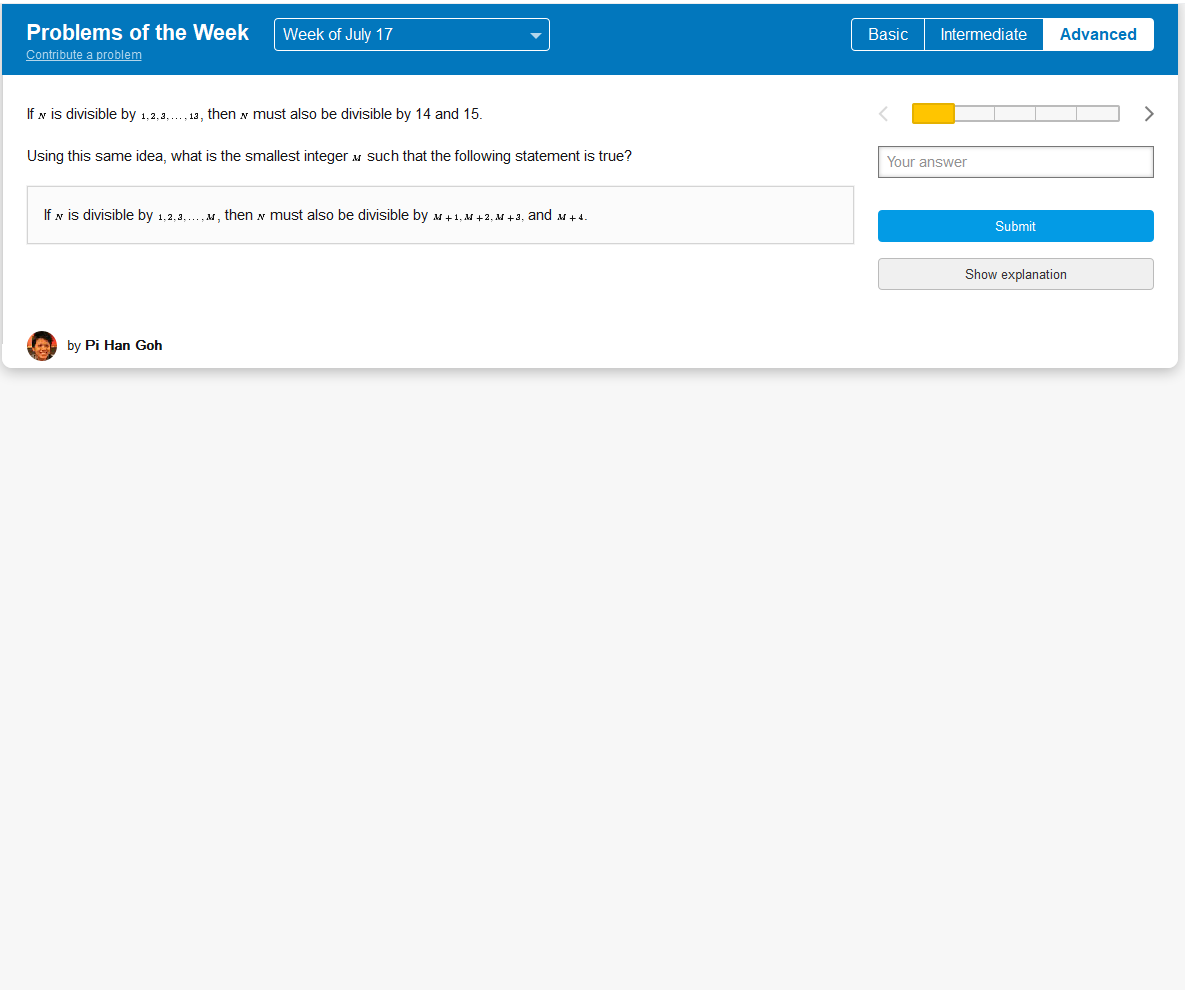 Problems of the Week
Contribute a problem
Week of July 17
Basic
Intermediate
Advanced
If N is divisible by 1, 2, 3, …, 13, then N must also be divisible by 14 and 15.
Using this same idea, what is the smallest integer M such that the following statement is true?
If N is divisible by 1, 2, 3, …, M, then N must also be divisible by M + 1, M + 2, M + 3, and M + 4.
Your answer
Submit
Show explanation
by Pi Han Goh